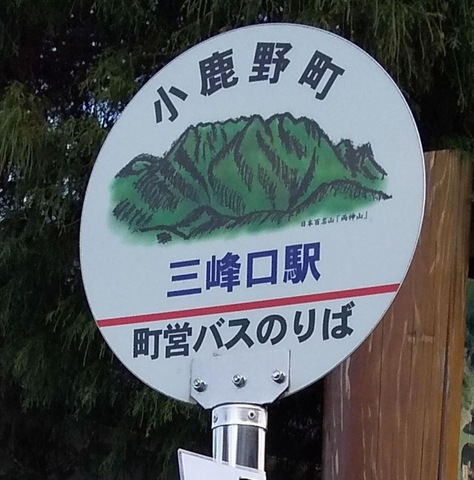 小鹿野町
日本百名山「両神山」
三峰口駅
町営バスのりば